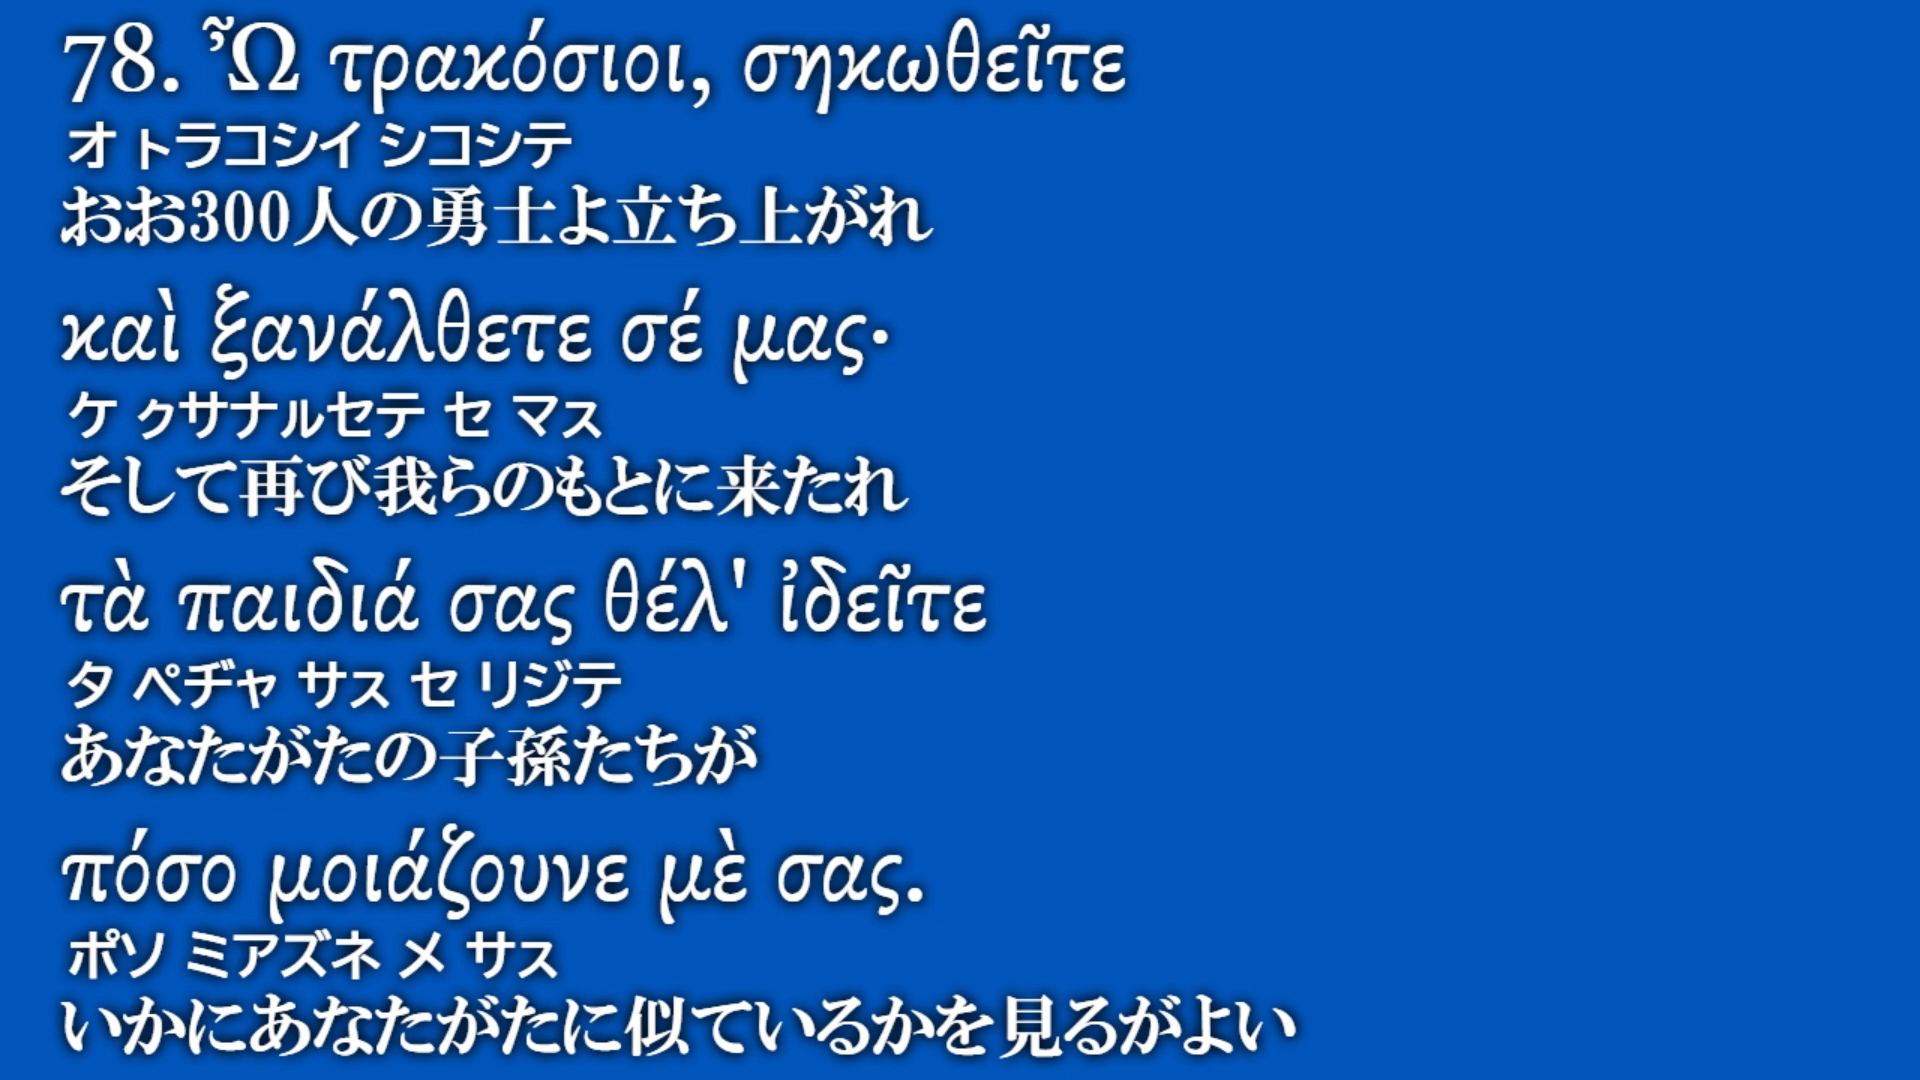 78. Ὦ τρακόσιοι, σηκωθεῖτε
オ トラコシイ シコシテ
おお300人の勇士よ立ち上がれ
καὶ ξανάλθετε σέ μας·
ケ クサナルセテ セ マス
そして再び我らのもとに来たれ
τὰ παιδιά σας θέλ' ἰδεῖτε
タ ペヂャ サス セ リジテ
あなたがたの子孫たちが
πόσο μοιάζουνε μὲ σας.
ポソ ミアズネ メ サス
いかにあなたがたに似ているかを見るがよい